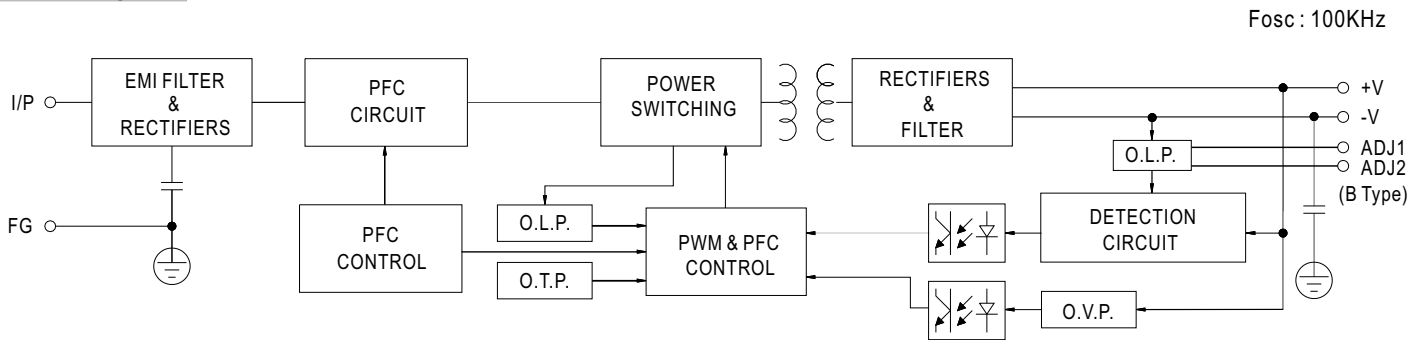 Fosc : 100KHz
I/P
EMI FILTER
&
RECTIFIERS
PFC
CIRCUIT
POWER
SWITCHING
RECTIFIERS
&
FILTER
+V
-V
ADJ1
ADJ2
(B Type)
O.L.P.
FG
PFC
CONTROL
O.L.P.
O.T.P.
PWM & PFC
CONTROL
DETECTION
CIRCUIT
O.V.P.